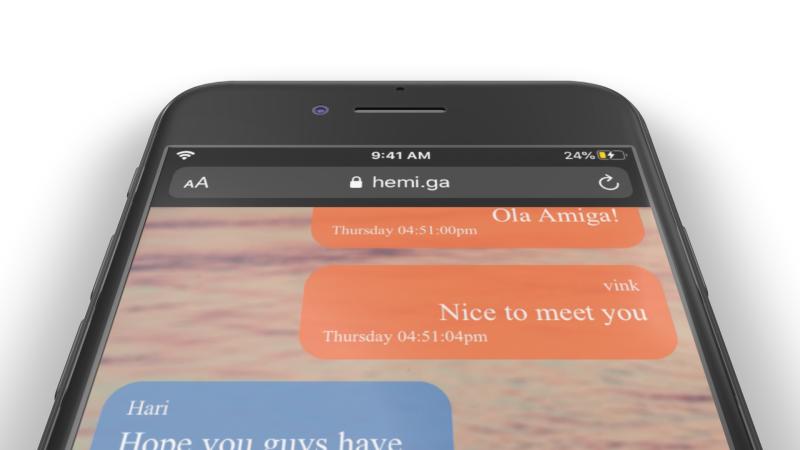 9:41 AM
24%
AA
hemi.ga
Ola Amiga!
Thursday 04:51:00pm
vink
Nice to meet you
Thursday 04:51:04pm
Hari
Hope you guys have